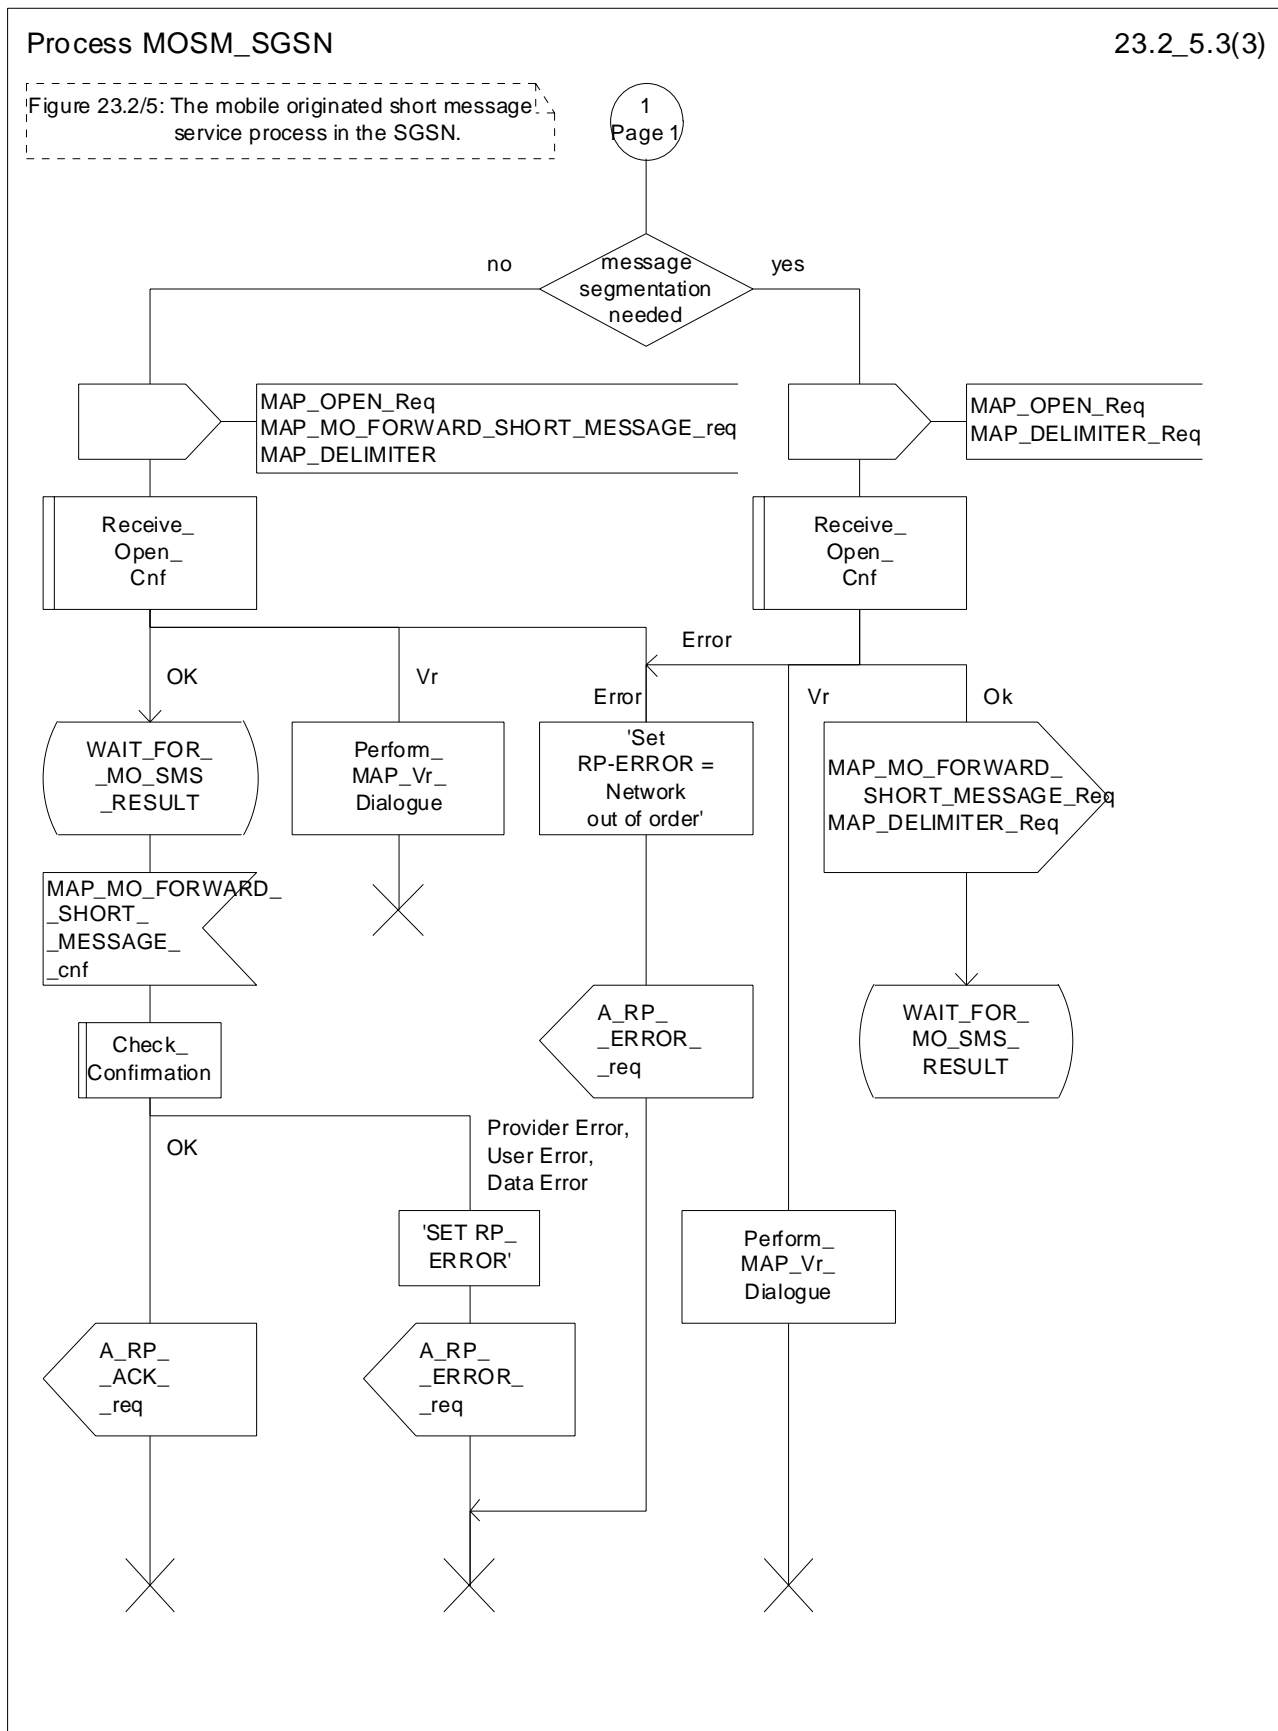 Process MOSM_SGSN
23.2_5.3(3)
Figure 23.2/5: The mobile originated short message
service process in the SGSN.
1
Page 1
no
message
segmentation
needed
yes
MAP_OPEN_Req
MAP_MO_FORWARD_SHORT_MESSAGE_req
MAP_DELIMITER
MAP_OPEN_Req
MAP_DELIMITER_Req
Receive_
Open_
Cnf
Receive_
Open_
Cnf
Error
OK
Vr
Error
Vr
Ok
WAIT_FOR_
_MO_SMS
_RESULT
Perform_
MAP_Vr_
Dialogue
'Set
RP-ERROR =
Network
out of order'
MAP_MO_FORWARD_
SHORT_MESSAGE_Req
MAP_DELIMITER_Req
MAP_MO_FORWARD_
_SHORT_
_MESSAGE_
_cnf
A_RP_
_ERROR_
_req
WAIT_FOR_
MO_SMS_
RESULT
Check_
Confirmation
OK
Provider Error,
User Error,
Data Error
'SET RP_
ERROR'
Perform_
MAP_Vr_
Dialogue
A_RP_
_ACK_
_req
A_RP_
_ERROR_
_req